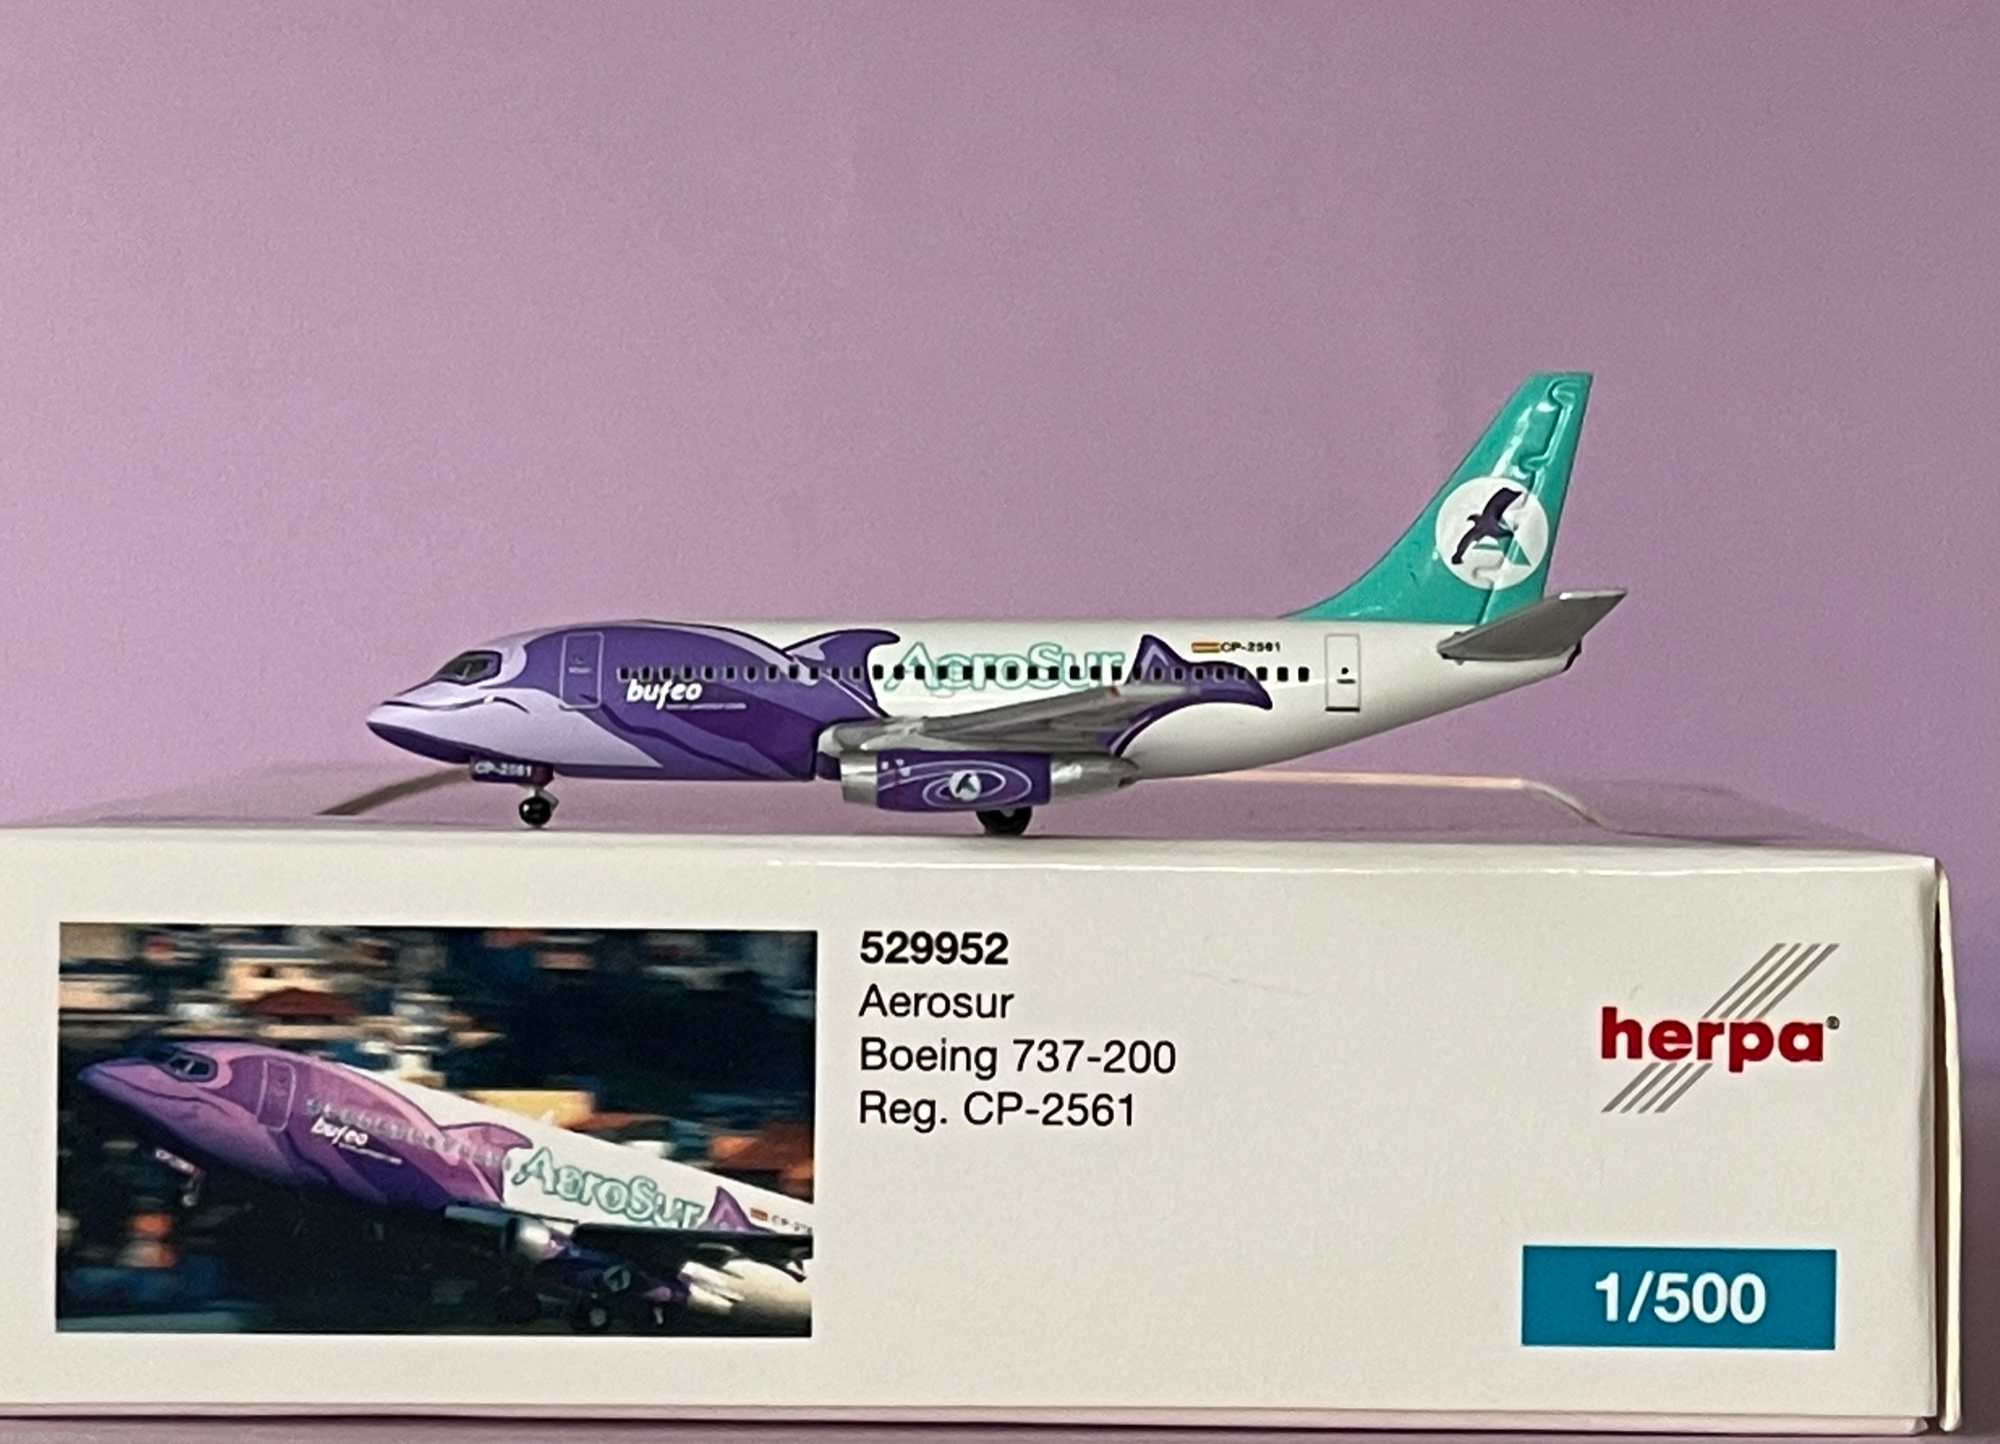 AeroSur
CP-2561
bufeo
CP-2561
529952
Aerosur
Boeing 737-200
Reg. CP-2561
herpa®
bufeo
AeroSur
1/500